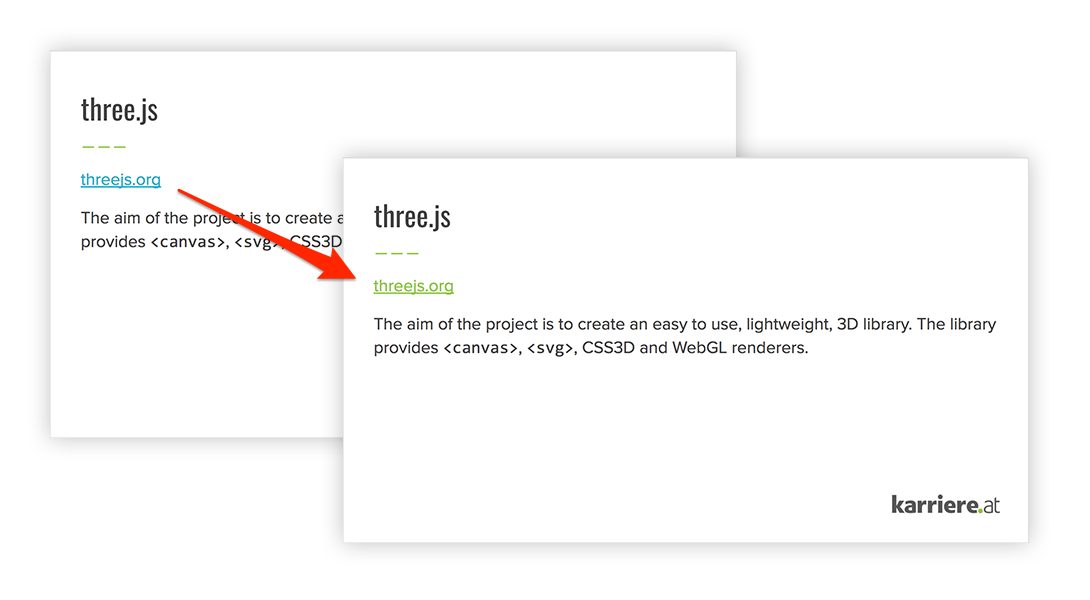 three.js
threejs.org
The aim of the project is to create a
provides <canvas>, <svg>, CSS3D
three.js
threejs.org
The aim of the project is to create an easy to use, lightweight, 3D library. The library
provides <canvas>, <svg>, CSS3D and WebGL renderers.
karriere.at